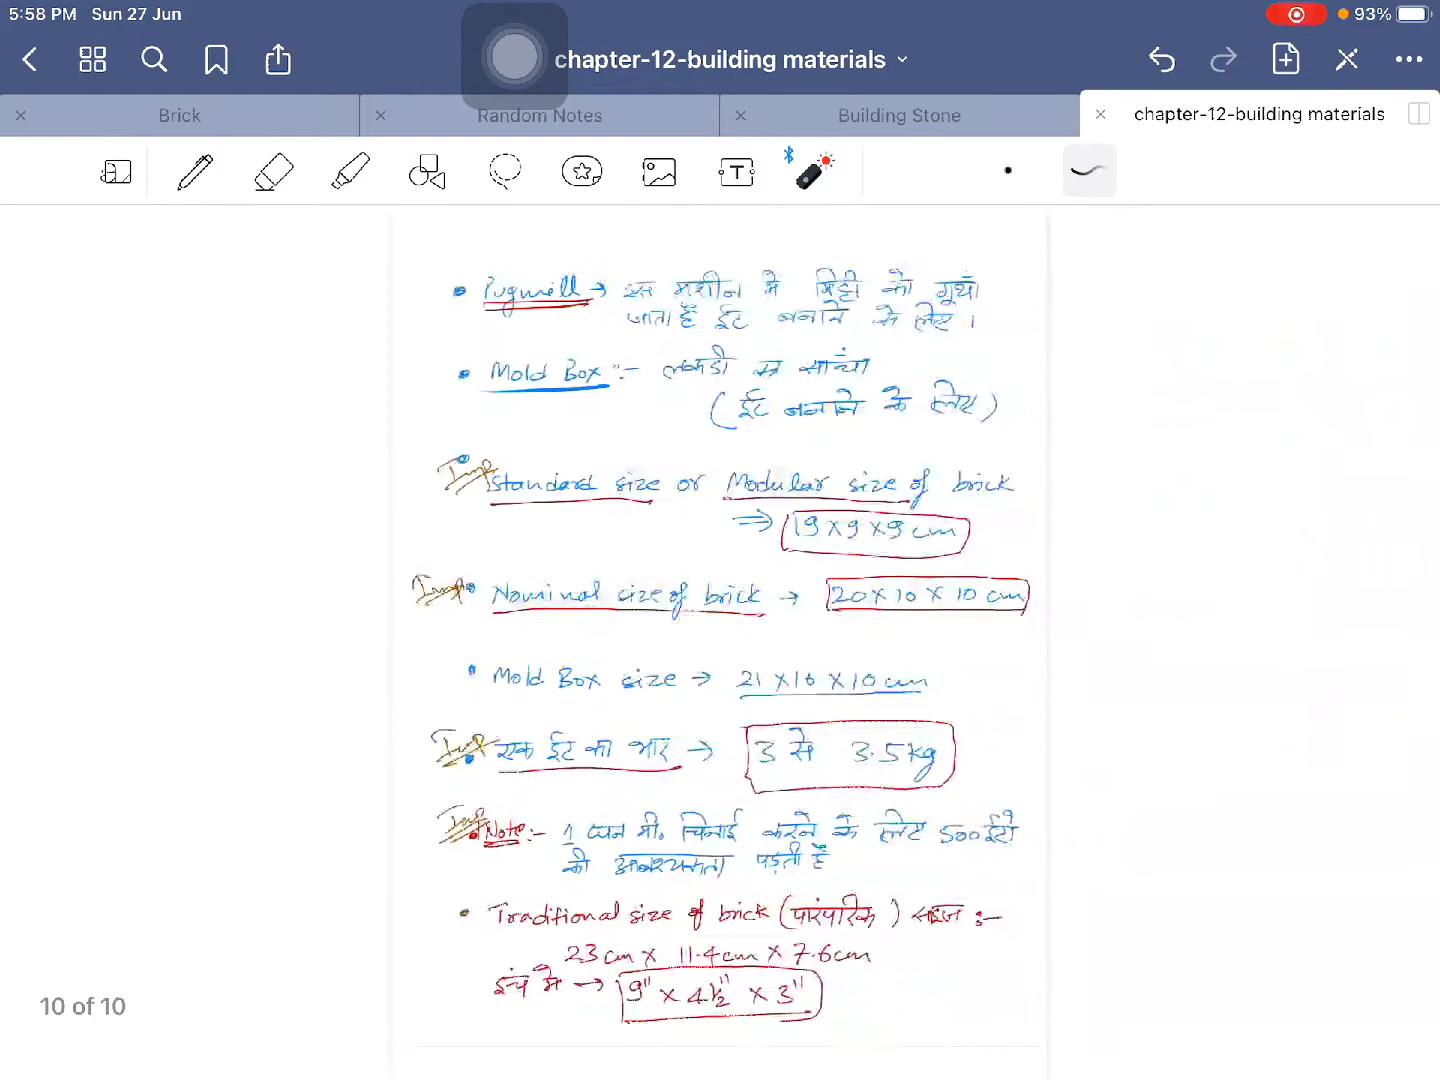 5:58 PM Sun 27 Jun
93%
chapter-12-building materials
Brick
Random Notes
Building Stone
chapter-12-building materials
• Pugmill → इस मशीन में मिट्टी को गूथाँ
जाता है ईंट बनाने के लिए।
• Mold Box :- लकडी का सांचा
(ईंट बनाने के लिए)
Imp • Standard size or Modular size of brick
⇒ 19 × 9 × 9 cm
Imp • Nominal size of brick → 20 × 10 × 10 cm
• Mold Box size → 21 × 10 × 10 cm
Imp • एक ईंट का भार → 3 से 3.5 kg
Imp • Note :- 1 घन मी. चिनाई करने के लिए 500 ईंटों
की आवश्यकता पड़ती है
• Traditional size of brick (पारंपारिक) साइज :-
23 cm × 11.4 cm × 7.6 cm
इंच में → 9" × 4½" × 3"
10 of 10